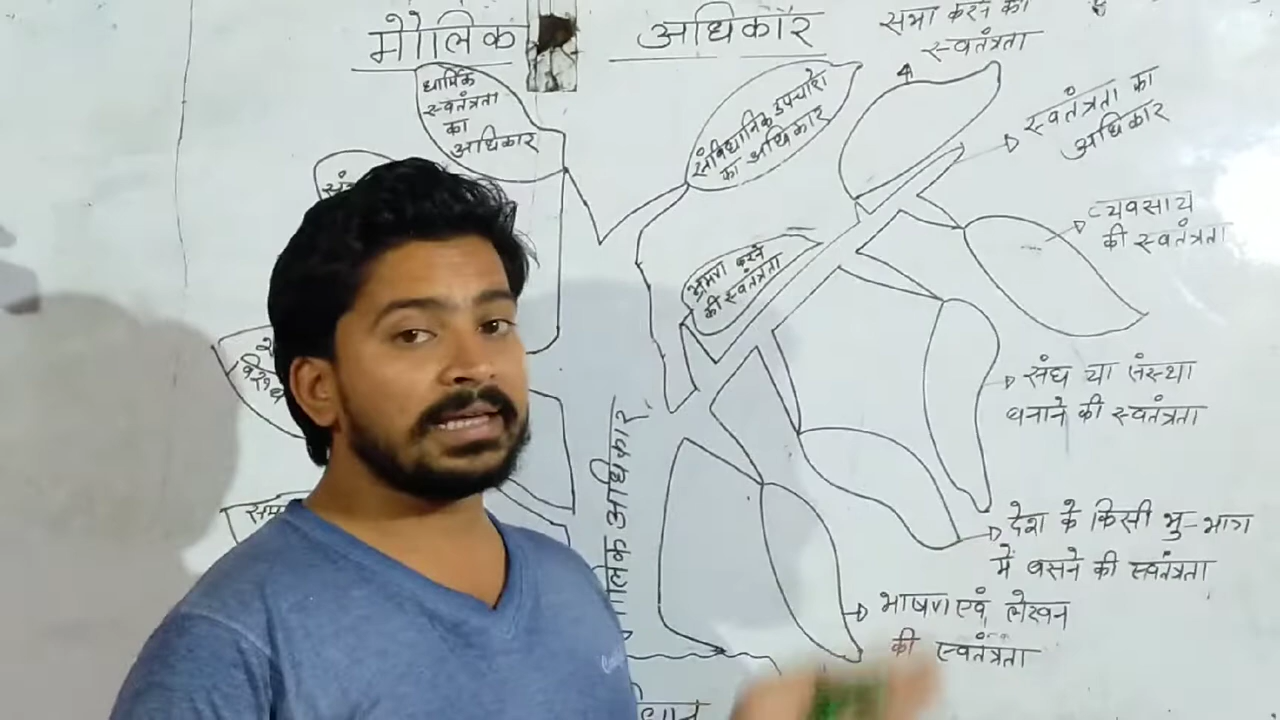 मौलिक अधिकार
सभा करने की
स्वतंत्रता
धार्मिक
स्वतंत्रता
का
अधिकार
संविधानिक उपचारो
का अधिकार
स्वतंत्रता का
अधिकार
व्यवसाय
की स्वतंत्रता
भ्रमण करने
की स्वतंत्रता
संघ या संस्था
बनाने की स्वतंत्रता
देश के किसी भु-भाग
में बसने की स्वतंत्रता
भाषण एवं लेखन
की स्वतंत्रता
अधिकार